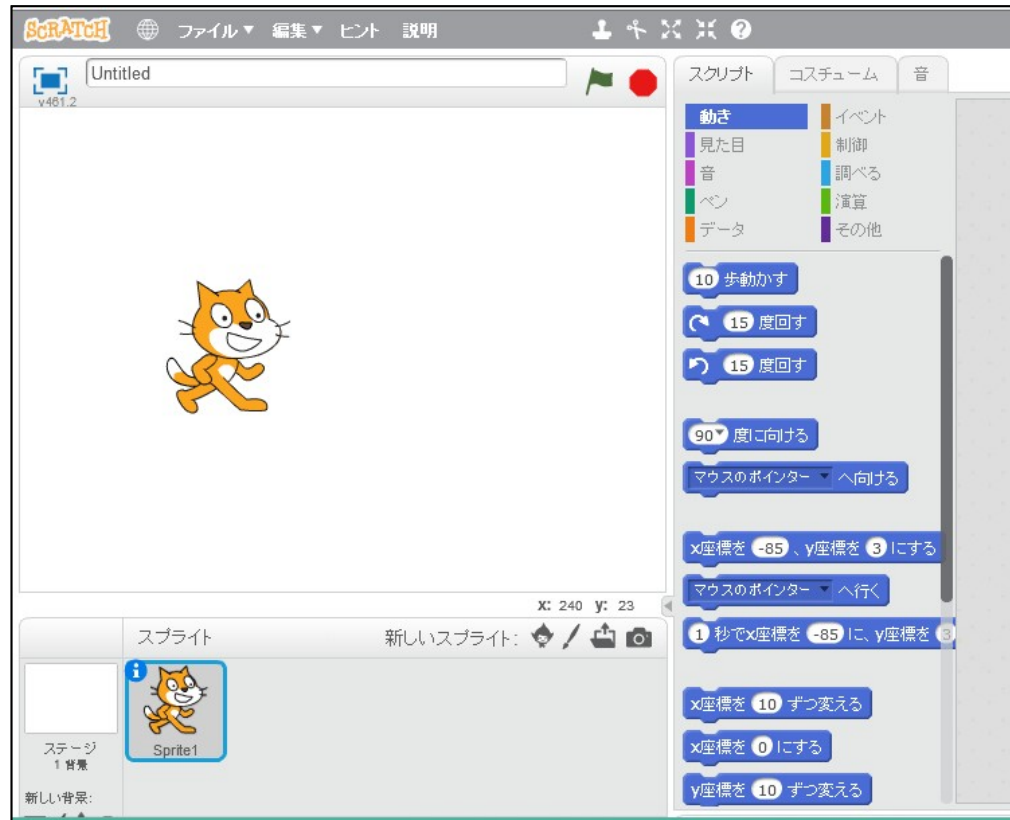 SCRATCH ファイル▼ 編集▼ ヒント 説明
Untitled
v461.2
x: 240 y: 23
スプライト 新しいスプライト:
ステージ
1 背景
新しい背景:
Sprite1
スクリプト コスチューム 音
動き イベント
見た目 制御
音 調べる
ペン 演算
データ その他
10 歩動かす
15 度回す
15 度回す
90▼ 度に向ける
マウスのポインター▼ へ向ける
x座標を -85 、y座標を 3 にする
マウスのポインター▼ へ行く
1 秒でx座標を -85 に、y座標を 3
x座標を 10 ずつ変える
x座標を 0 にする
y座標を 10 ずつ変える